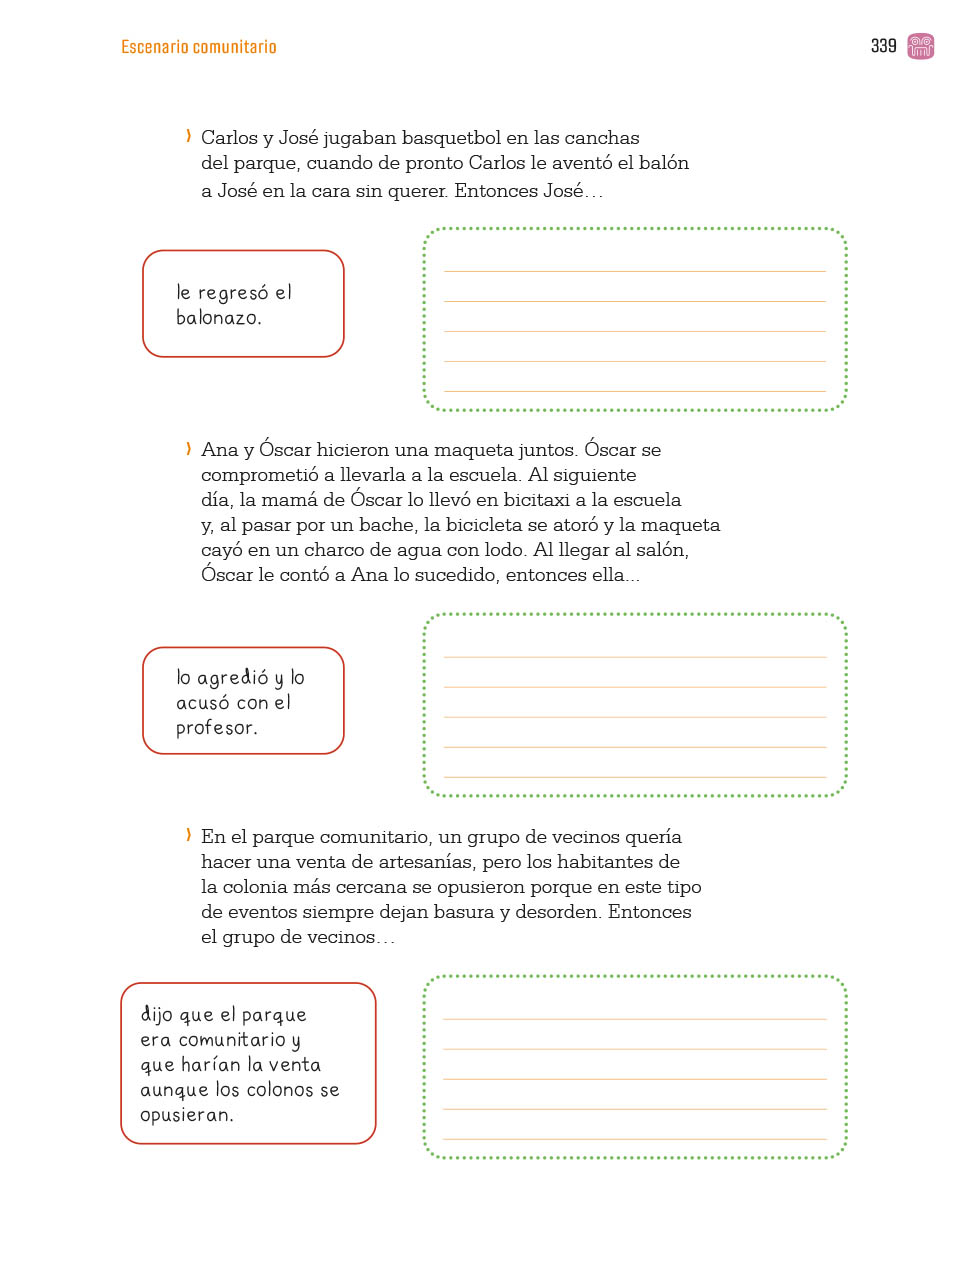 Escenario comunitario
339
Carlos y José jugaban basquetbol en las canchas
del parque, cuando de pronto Carlos le aventó el balón
a José en la cara sin querer. Entonces José…
le regresó el
balonazo.
Ana y Óscar hicieron una maqueta juntos. Óscar se
comprometió a llevarla a la escuela. Al siguiente
día, la mamá de Óscar lo llevó en bicitaxi a la escuela
y, al pasar por un bache, la bicicleta se atoró y la maqueta
cayó en un charco de agua con lodo. Al llegar al salón,
Óscar le contó a Ana lo sucedido, entonces ella...
lo agredió y lo
acusó con el
profesor.
En el parque comunitario, un grupo de vecinos quería
hacer una venta de artesanías, pero los habitantes de
la colonia más cercana se opusieron porque en este tipo
de eventos siempre dejan basura y desorden. Entonces
el grupo de vecinos…
dijo que el parque
era comunitario y
que harían la venta
aunque los colonos se
opusieran.